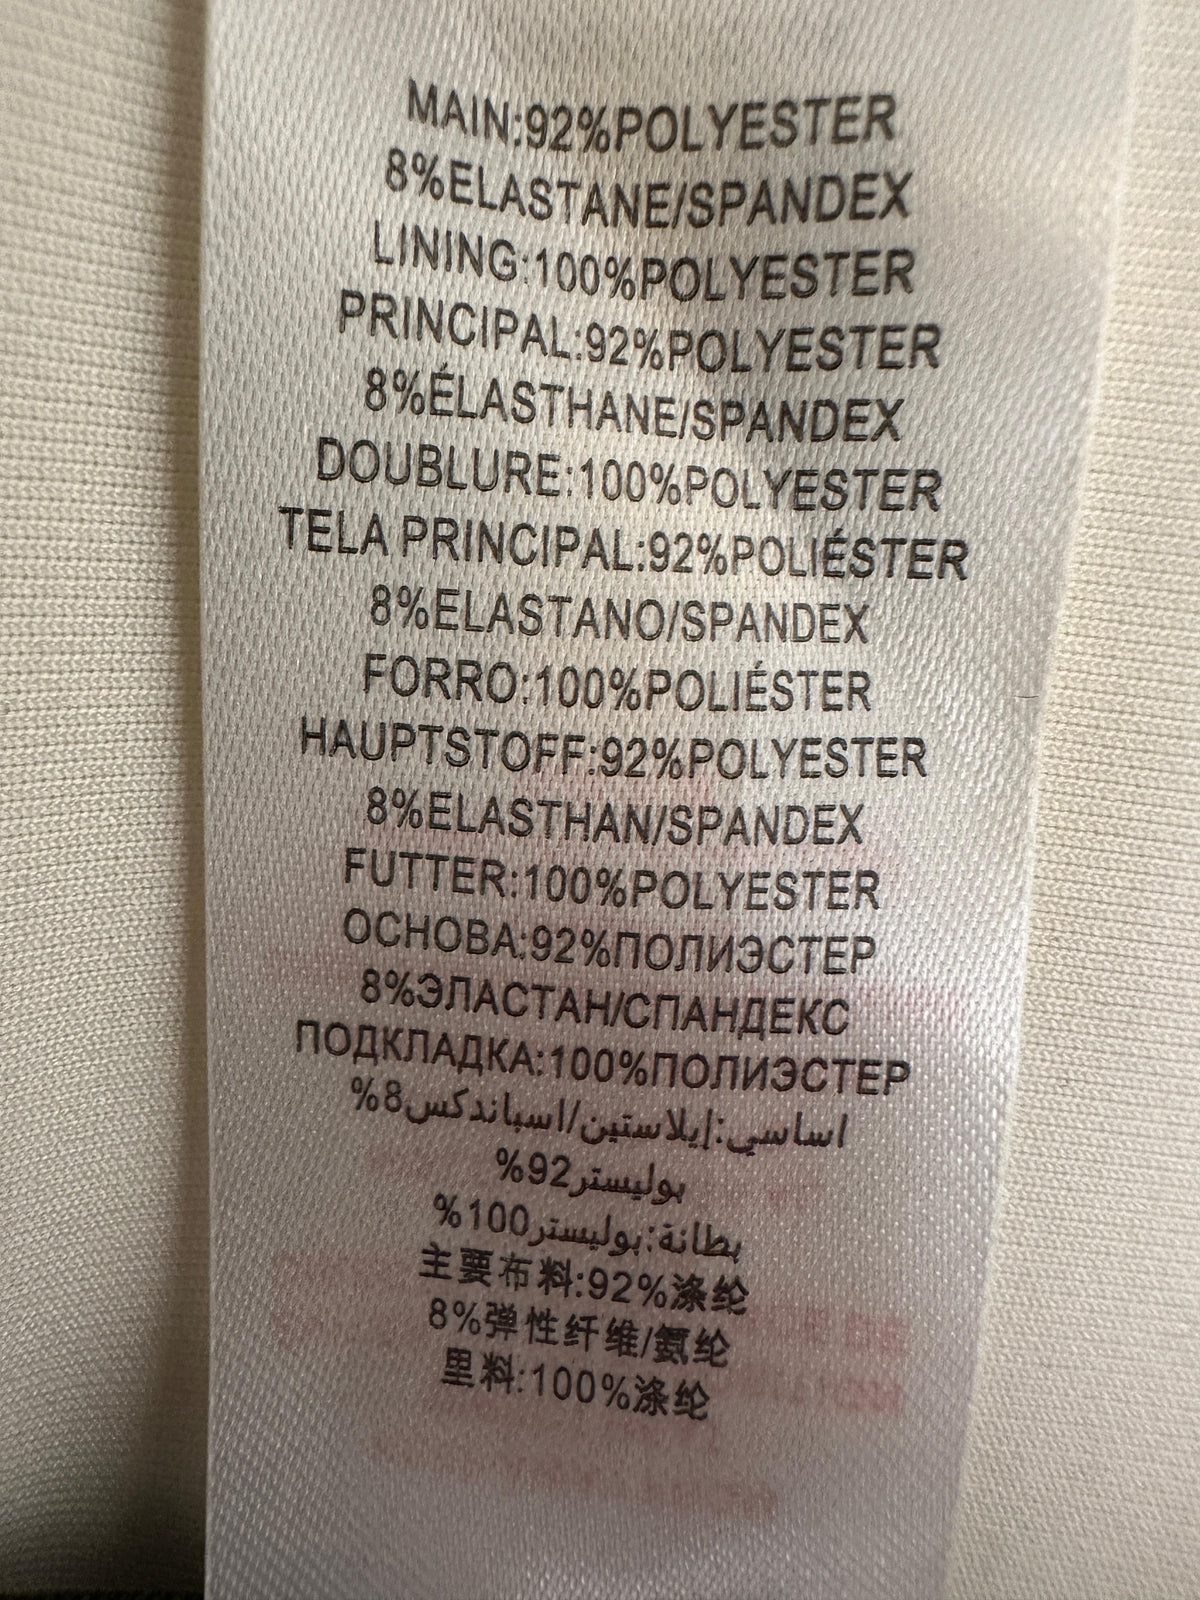 MAIN:92%POLYESTER
8%ELASTANE/SPANDEX
LINING:100%POLYESTER
PRINCIPAL:92%POLYESTER
8%ÉLASTHANE/SPANDEX
DOUBLURE:100%POLYESTER
TELA PRINCIPAL:92%POLIÉSTER
8%ELASTANO/SPANDEX
FORRO:100%POLIÉSTER
HAUPTSTOFF:92%POLYESTER
8%ELASTHAN/SPANDEX
FUTTER:100%POLYESTER
ОСНОВА:92%ПОЛИЭСТЕР
8%ЭЛАСТАН/СПАНДЕКС
ПОДКЛАДКА:100%ПОЛИЭСТЕР
اساسي:إيلاستين/اسباندكس8%
بوليستر92%
بطانة:بوليستر100%
主要布料:92%涤纶
8%弹性纤维/氨纶
里料:100%涤纶